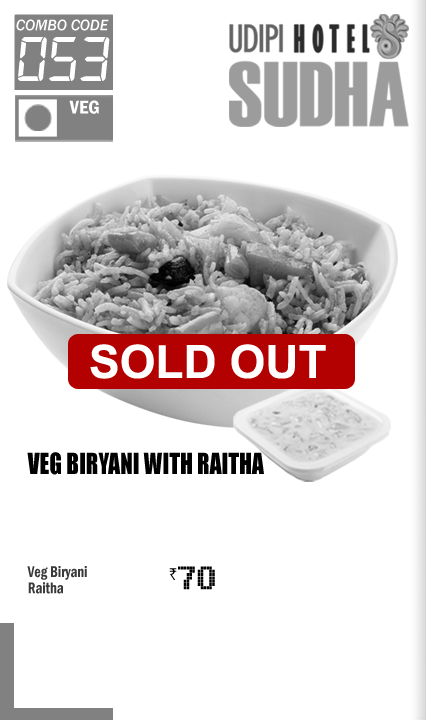 COMBO CODE
053
VEG
UDIPI HOTEL
SUDHA
SOLD OUT
VEG BIRYANI WITH RAITHA
Veg Biryani
Raitha
₹70